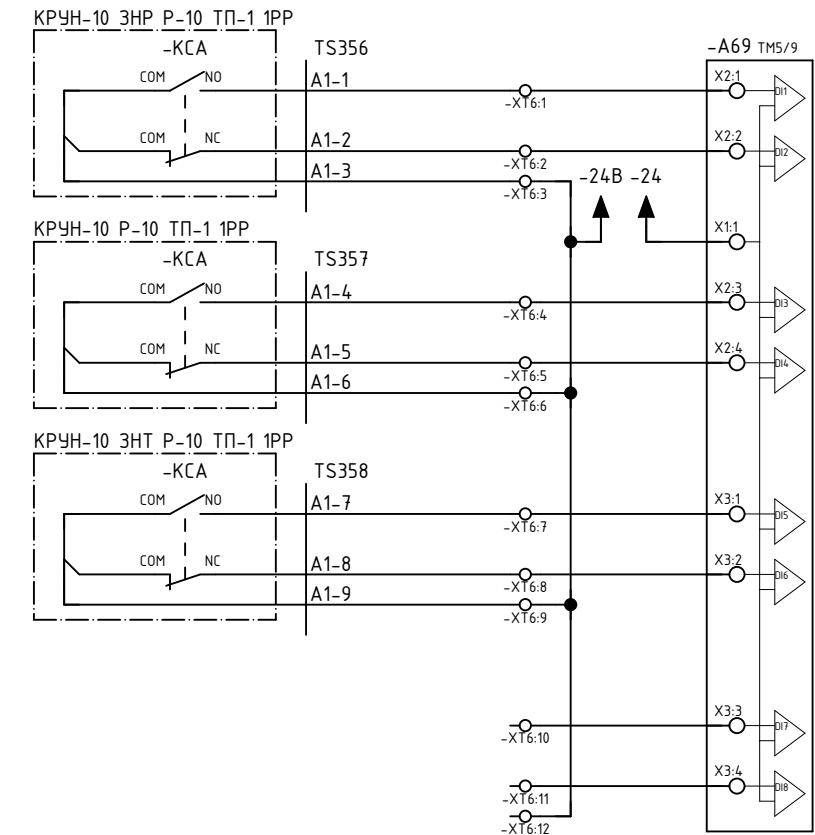 КРУН-10 ЗНР Р-10 ТП-1 1РР
-КСА
TS356
-A69 TM5/9
COM
NO
A1-1
-XT6:1
X2:1
DI1
COM
NC
A1-2
-XT6:2
X2:2
DI2
A1-3
-XT6:3
-24В
-24
КРУН-10 Р-10 ТП-1 1РР
X1:1
-КСА
TS357
COM
NO
A1-4
-XT6:4
X2:3
DI3
COM
NC
A1-5
-XT6:5
X2:4
DI4
A1-6
-XT6:6
КРУН-10 ЗНТ Р-10 ТП-1 1РР
-КСА
TS358
COM
NO
A1-7
-XT6:7
X3:1
DI5
COM
NC
A1-8
-XT6:8
X3:2
DI6
A1-9
-XT6:9
-XT6:10
X3:3
DI7
-XT6:11
X3:4
DI8
-XT6:12